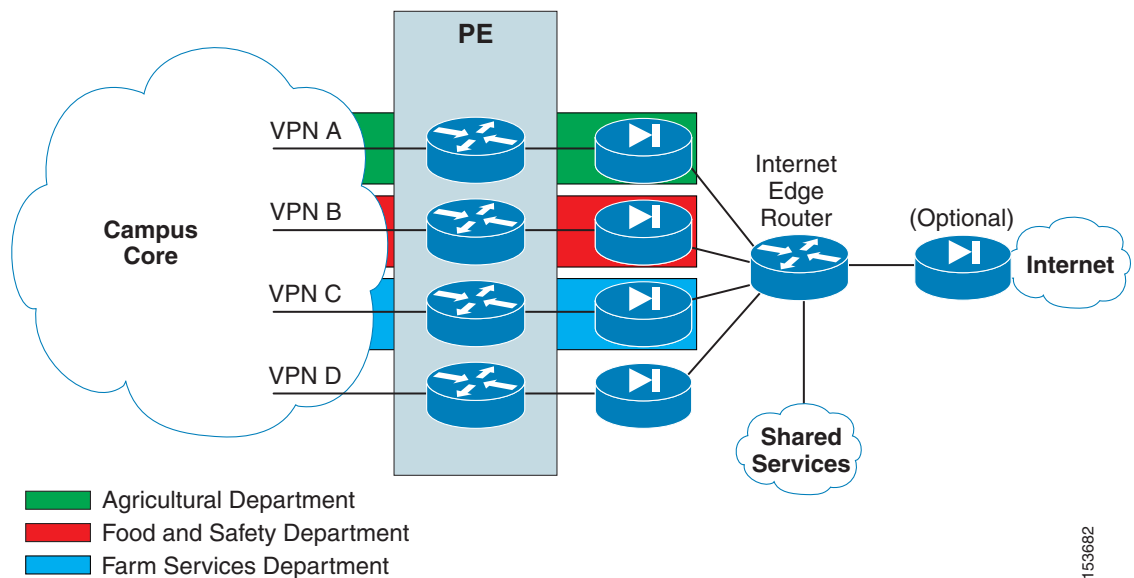 PE
VPN A
VPN B
VPN C
VPN D
Campus
Core
Internet
Edge
Router
(Optional)
Internet
Shared
Services
Agricultural Department
Food and Safety Department
Farm Services Department
153682